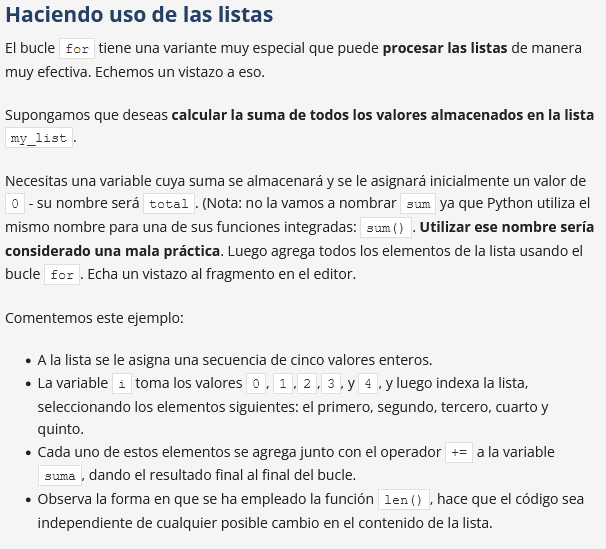 Haciendo uso de las listas
El bucle for tiene una variante muy especial que puede procesar las listas de manera
muy efectiva. Echemos un vistazo a eso.
Supongamos que deseas calcular la suma de todos los valores almacenados en la lista
my_list.
Necesitas una variable cuya suma se almacenará y se le asignará inicialmente un valor de
0 - su nombre será total. (Nota: no la vamos a nombrar sum ya que Python utiliza el
mismo nombre para una de sus funciones integradas: sum(). Utilizar ese nombre sería
considerado una mala práctica. Luego agrega todos los elementos de la lista usando el
bucle for. Echa un vistazo al fragmento en el editor.
Comentemos este ejemplo:
• A la lista se le asigna una secuencia de cinco valores enteros.
• La variable i toma los valores 0, 1, 2, 3, y 4, y luego indexa la lista,
seleccionando los elementos siguientes: el primero, segundo, tercero, cuarto y
quinto.
• Cada uno de estos elementos se agrega junto con el operador += a la variable
suma, dando el resultado final al final del bucle.
• Observa la forma en que se ha empleado la función len(), hace que el código sea
independiente de cualquier posible cambio en el contenido de la lista.